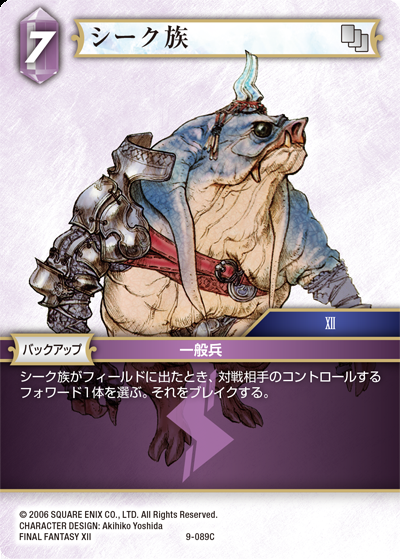 7
シーク族
XII
バックアップ
一般兵
シーク族がフィールドに出たとき、対戦相手のコントロールする
フォワード1体を選ぶ。それをブレイクする。
© 2006 SQUARE ENIX CO., LTD. All Rights Reserved.
CHARACTER DESIGN: Akihiko Yoshida
FINAL FANTASY XII 9-089C